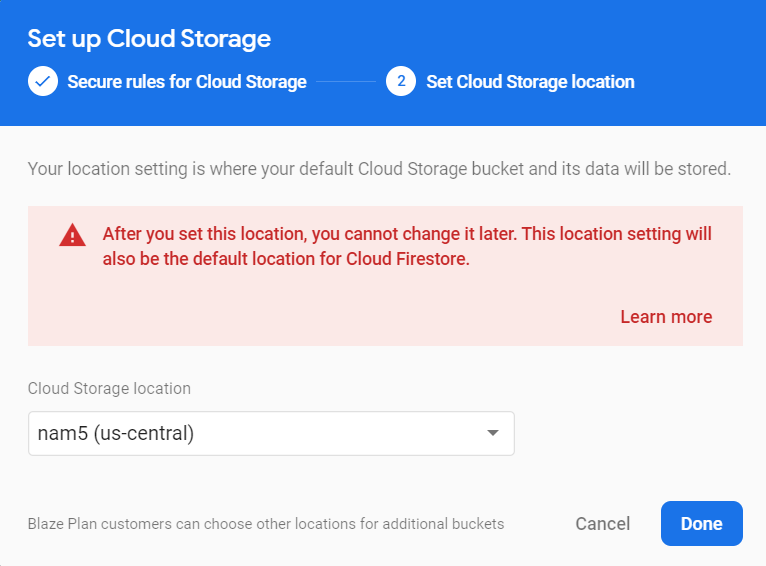 Set up Cloud Storage
Secure rules for Cloud Storage
2 Set Cloud Storage location
Your location setting is where your default Cloud Storage bucket and its data will be stored.
After you set this location, you cannot change it later. This location setting will
also be the default location for Cloud Firestore.
Learn more
Cloud Storage location
nam5 (us-central)
Blaze Plan customers can choose other locations for additional buckets
Cancel
Done